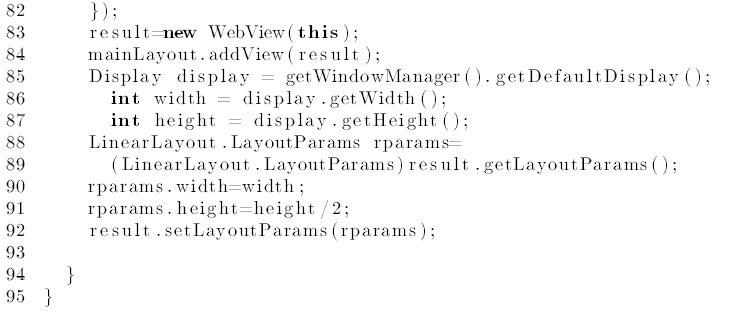 82 });
83 result=new WebView(this);
84 mainLayout.addView(result);
85 Display display = getWindowManager().getDefaultDisplay();
86 int width = display.getWidth();
87 int height = display.getHeight();
88 LinearLayout.LayoutParams rparams=
89 (LinearLayout.LayoutParams)result.getLayoutParams();
90 rparams.width=width;
91 rparams.height=height/2;
92 result.setLayoutParams(rparams);
93
94 }
95 }